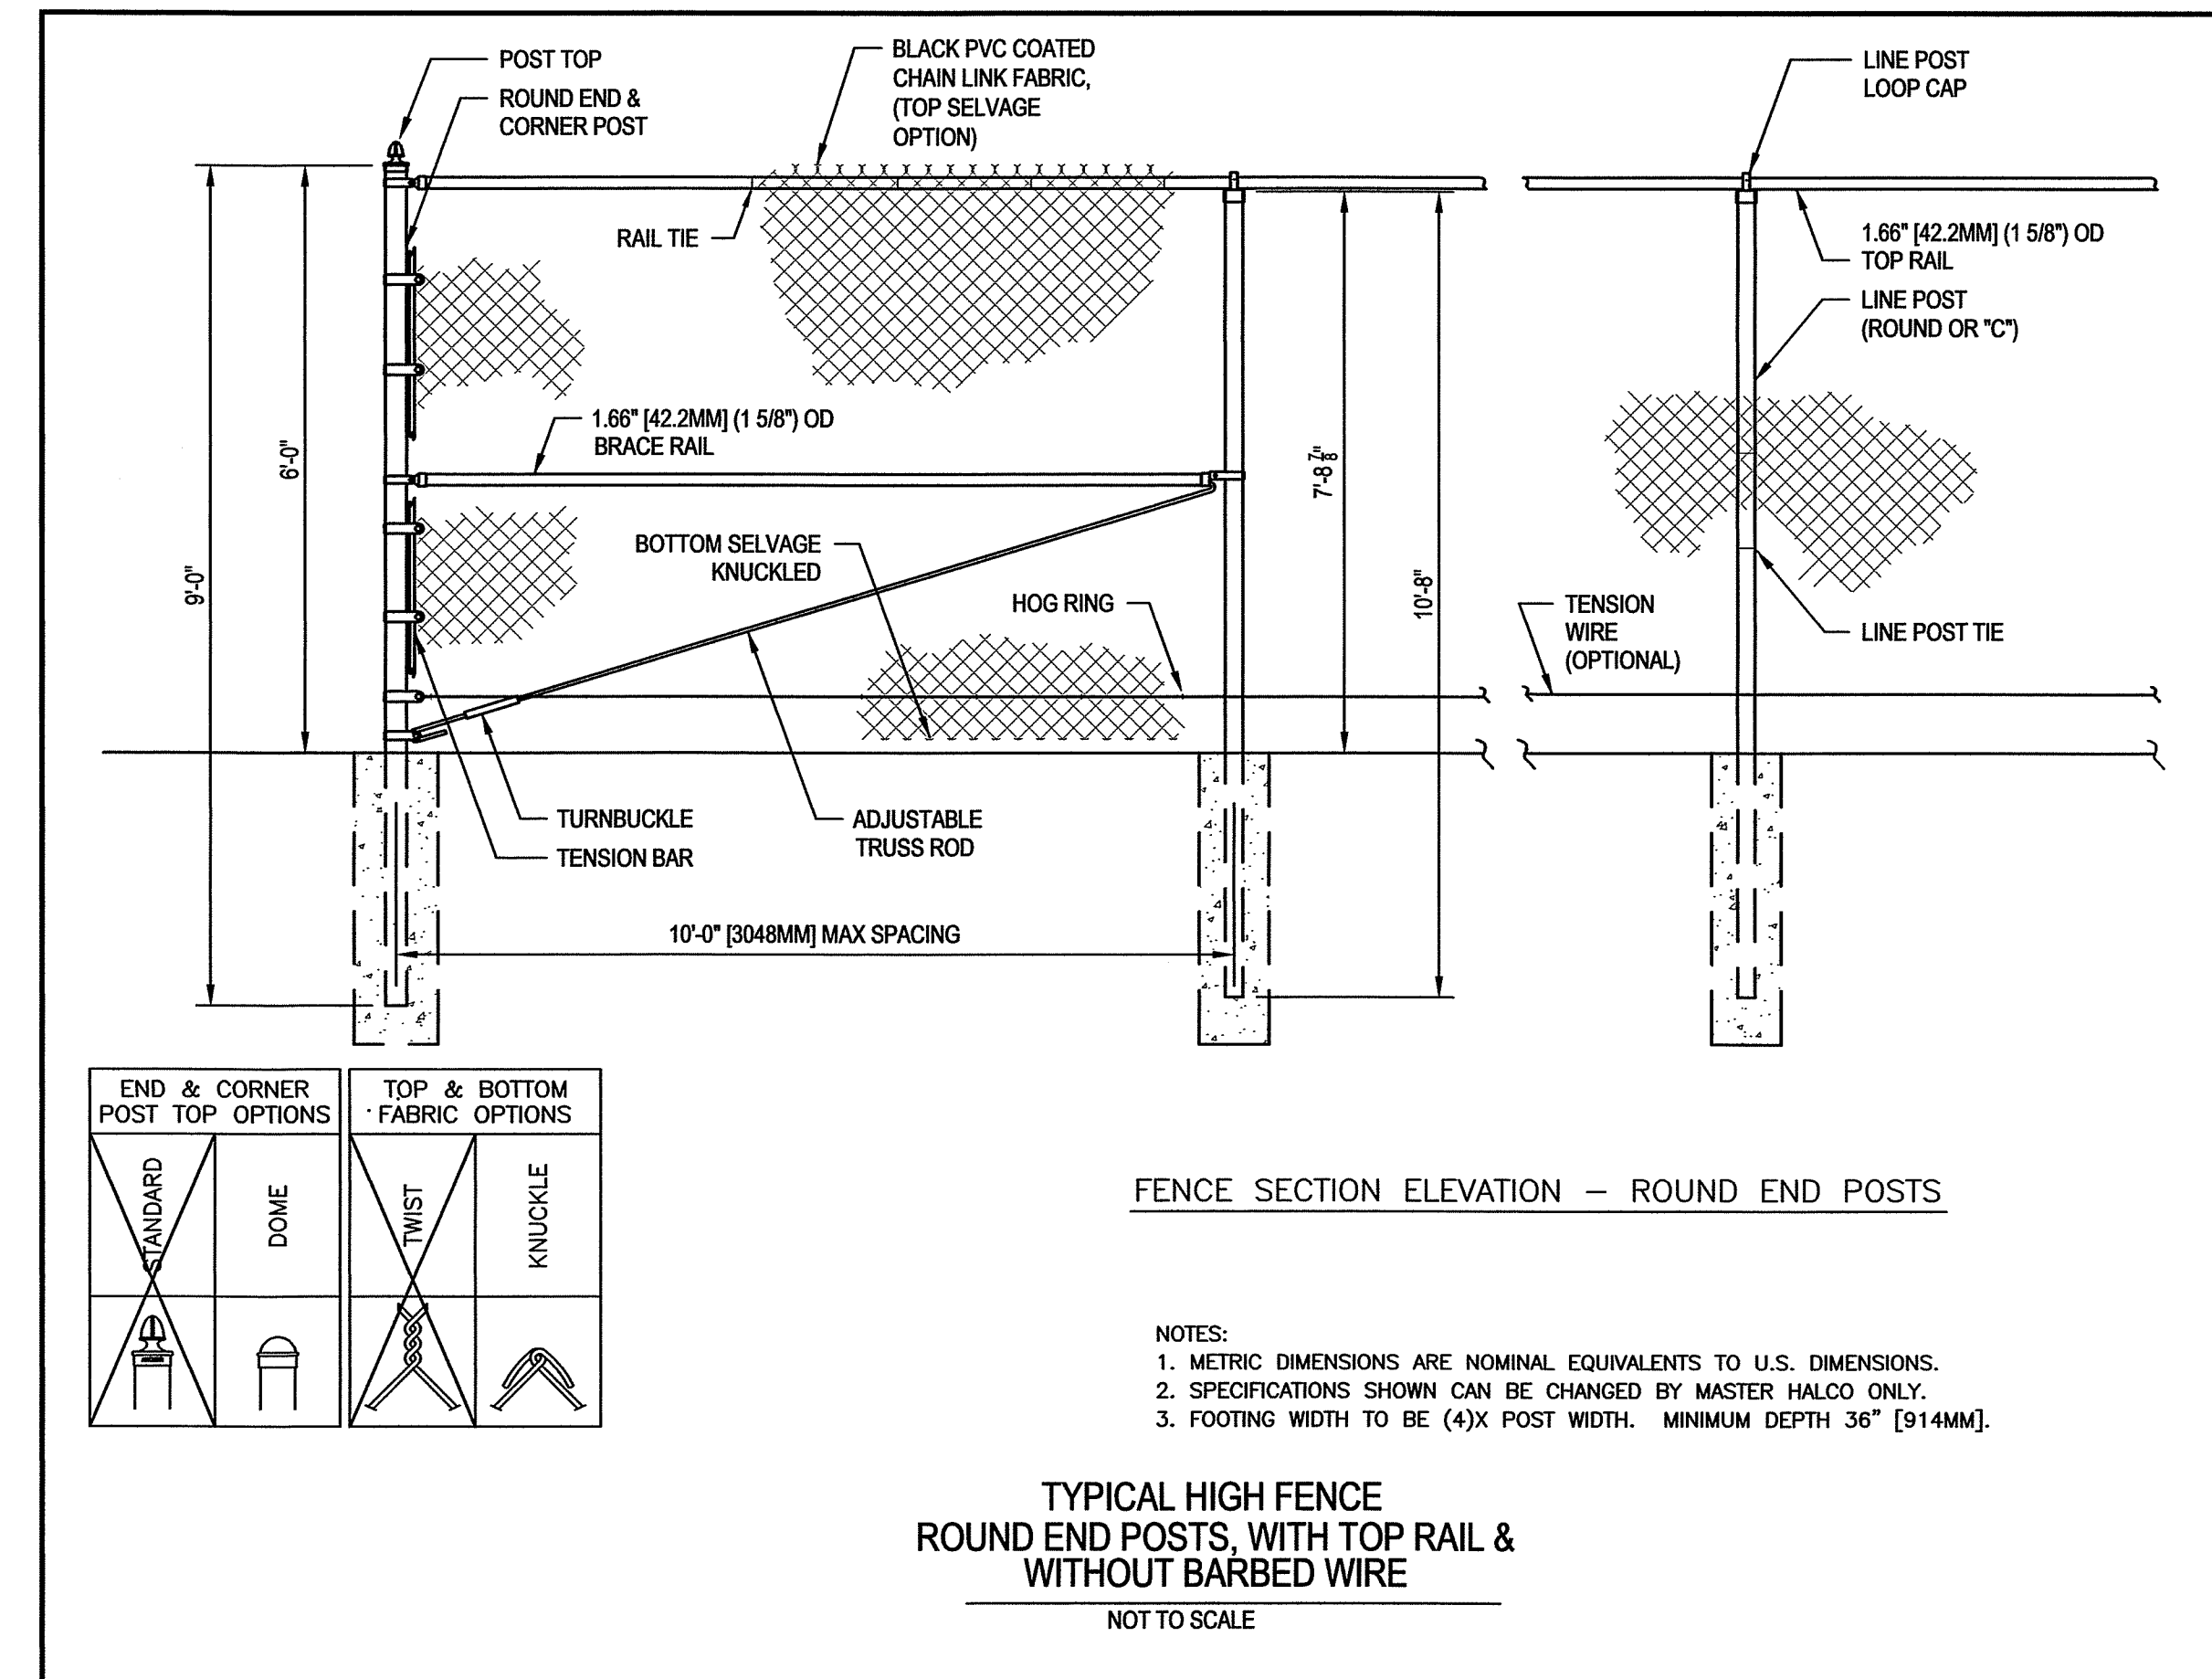 POST TOP
ROUND END &
CORNER POST
BLACK PVC COATED
CHAIN LINK FABRIC,
(TOP SELVAGE
OPTION)
LINE POST
LOOP CAP
RAIL TIE
1.66" [42.2MM] (1 5/8") OD
TOP RAIL
LINE POST
(ROUND OR "C")
1.66" [42.2MM] (1 5/8") OD
BRACE RAIL
6'-0"
9'-0"
7'-8 7/8"
10'-8"
BOTTOM SELVAGE
KNUCKLED
HOG RING
TENSION
WIRE
(OPTIONAL)
LINE POST TIE
TURNBUCKLE
TENSION BAR
ADJUSTABLE
TRUSS ROD
10'-0" [3048MM] MAX SPACING
END & CORNER
POST TOP OPTIONS
STANDARD
DOME
TOP & BOTTOM
FABRIC OPTIONS
TWIST
KNUCKLE
FENCE SECTION ELEVATION – ROUND END POSTS
NOTES:
1. METRIC DIMENSIONS ARE NOMINAL EQUIVALENTS TO U.S. DIMENSIONS.
2. SPECIFICATIONS SHOWN CAN BE CHANGED BY MASTER HALCO ONLY.
3. FOOTING WIDTH TO BE (4)X POST WIDTH. MINIMUM DEPTH 36" [914MM].
TYPICAL HIGH FENCE
ROUND END POSTS, WITH TOP RAIL &
WITHOUT BARBED WIRE
NOT TO SCALE